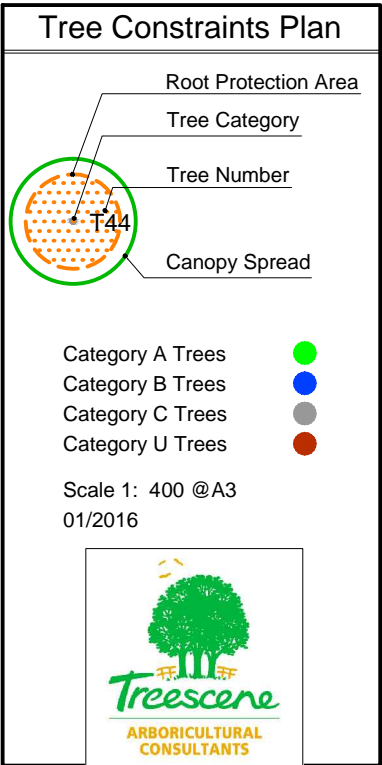 Tree Constraints Plan
Root Protection Area
Tree Category
Tree Number
T44
Canopy Spread
Category A Trees
Category B Trees
Category C Trees
Category U Trees
Scale 1: 400 @A3
01/2016
Treescene
ARBORICULTURAL
CONSULTANTS